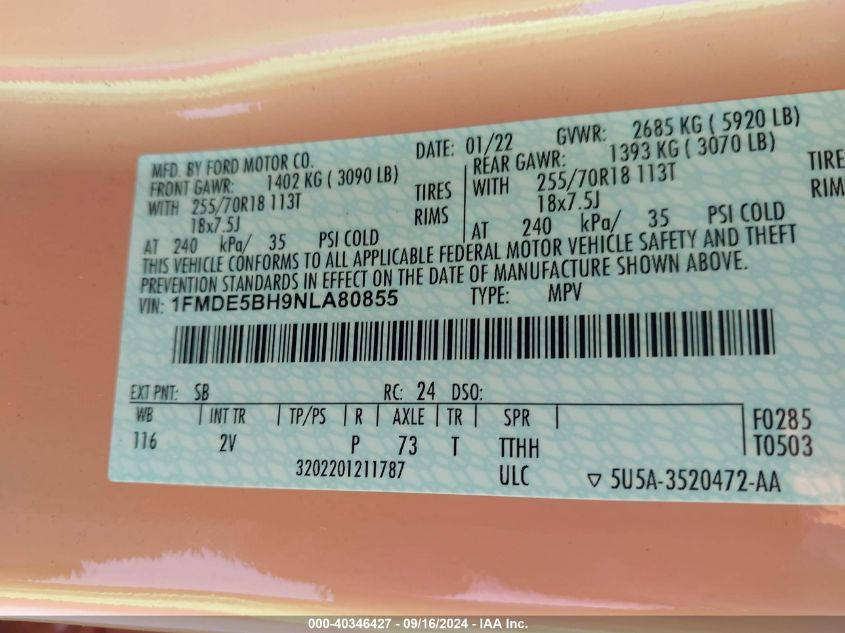 MFD. BY FORD MOTOR CO. DATE: 01/22 GVWR: 2685 KG ( 5920 LB)
FRONT GAWR: 1402 KG ( 3090 LB) REAR GAWR: 1393 KG ( 3070 LB)
WITH 255/70R18 113T TIRES WITH 255/70R18 113T TIRE
18x7.5J RIMS 18x7.5J RIM
AT 240 kPa/ 35 PSI COLD AT 240 kPa/ 35 PSI COLD
THIS VEHICLE CONFORMS TO ALL APPLICABLE FEDERAL MOTOR VEHICLE SAFETY AND THEFT
PREVENTION STANDARDS IN EFFECT ON THE DATE OF MANUFACTURE SHOWN ABOVE.
VIN: 1FMDE5BH9NLA80855 TYPE: MPV
EXT PNT: SB RC: 24 DSO:
WB INT TR TP/PS R AXLE TR SPR F0285
116 2V P 73 T TTHH T0503
3202201211787 ULC ▽ 5U5A-3520472-AA
000-40346427 - 09/16/2024 - IAA Inc.